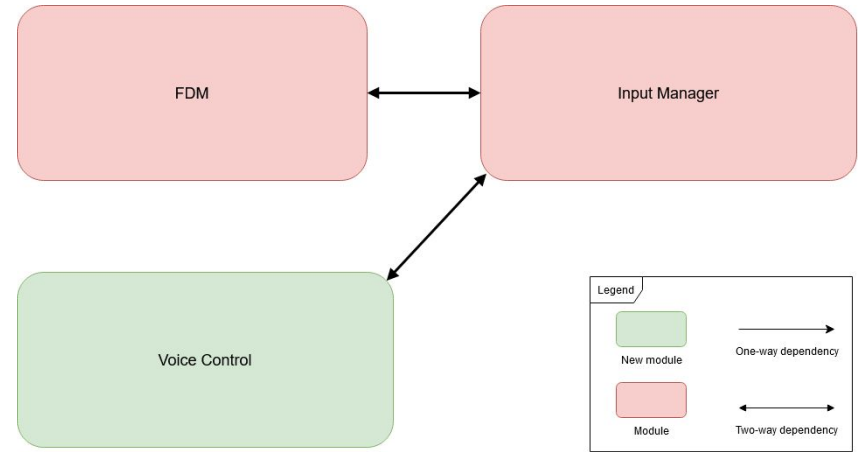 FDM
Input Manager
Voice Control
Legend
New module
One-way dependency
Module
Two-way dependency